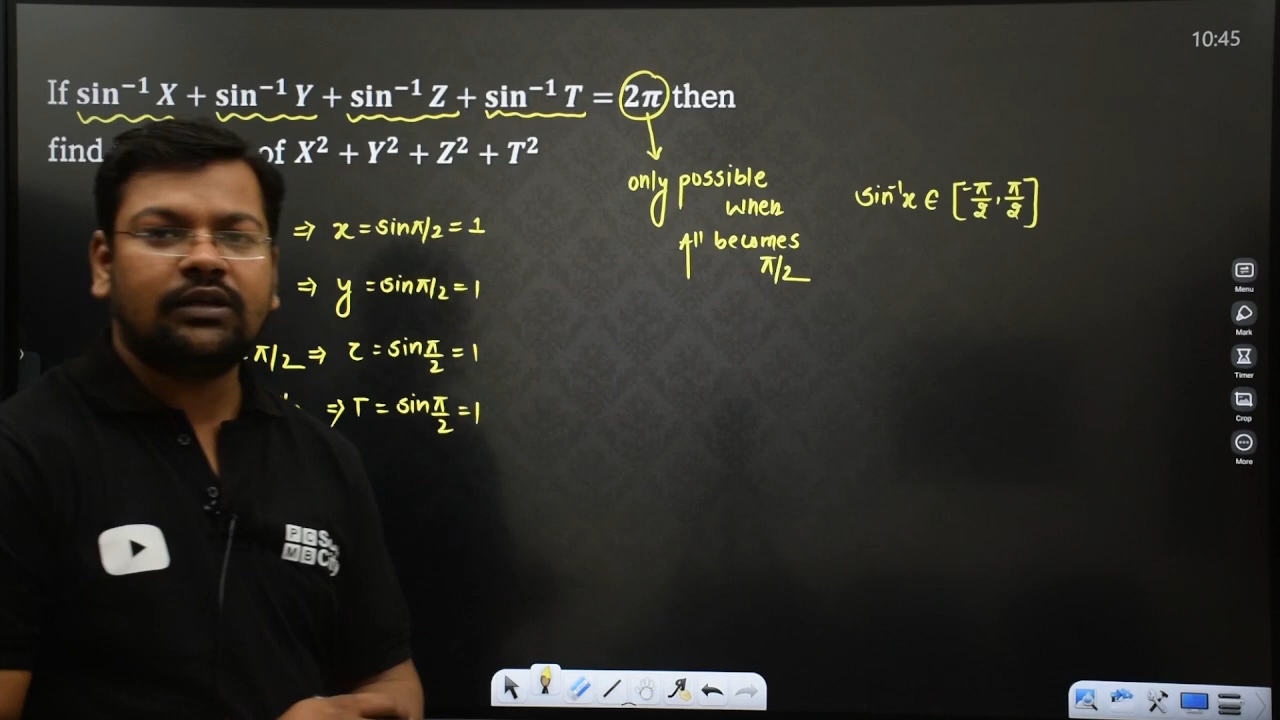 10:45
If sin⁻¹ X + sin⁻¹ Y + sin⁻¹ Z + sin⁻¹ T = 2π then
find of X² + Y² + Z² + T²
only possible
when
All becomes
π/2
sin⁻¹x ∈ [-π/2, π/2]
⇒ x = sinπ/2 = 1
⇒ y = sinπ/2 = 1
π/2 ⇒ z = sin π/2 = 1
⇒ T = sin π/2 = 1
Menu
Mark
Timer
Crop
More